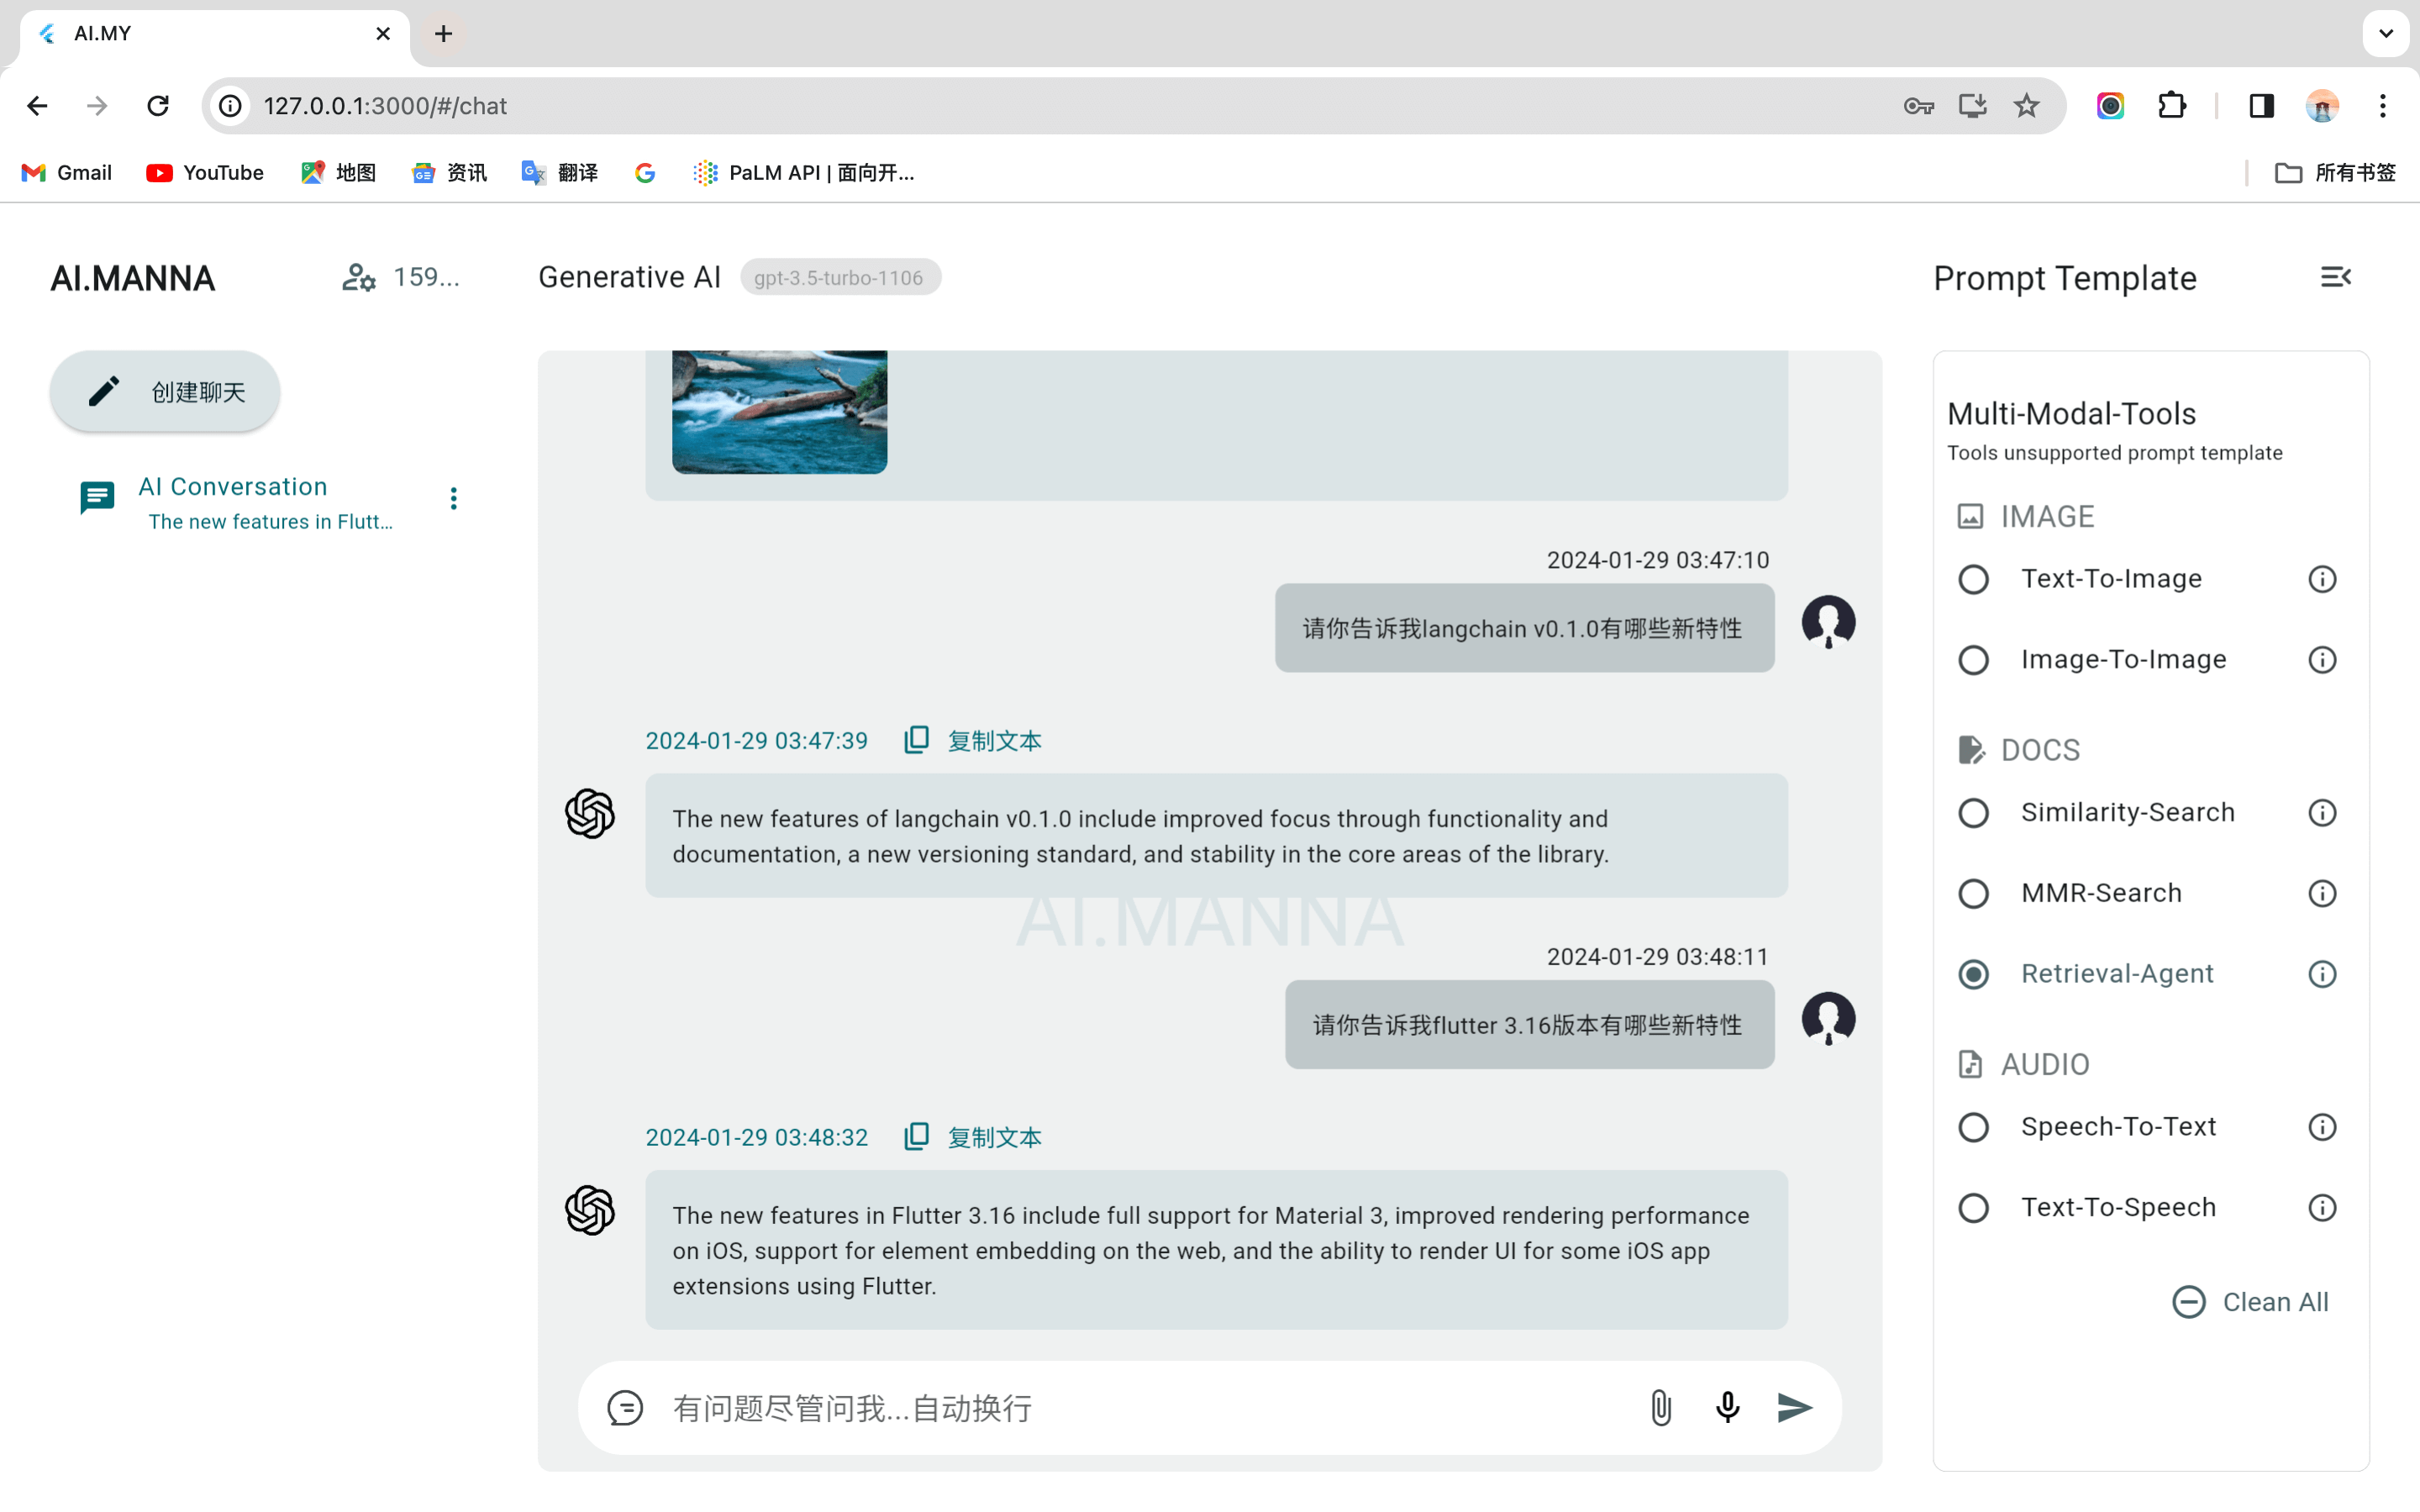 AI.MY
127.0.0.1:3000/#/chat
Gmail
YouTube
地图
资讯
翻译
PaLM API | 面向开...
所有书签
AI.MANNA
159...
创建聊天
AI Conversation
The new features in Flutt...
Generative AI
gpt-3.5-turbo-1106
2024-01-29 03:47:10
请你告诉我langchain v0.1.0有哪些新特性
2024-01-29 03:47:39
复制文本
The new features of langchain v0.1.0 include improved focus through functionality and
documentation, a new versioning standard, and stability in the core areas of the library.
AI.MANNA
2024-01-29 03:48:11
请你告诉我flutter 3.16版本有哪些新特性
2024-01-29 03:48:32
复制文本
The new features in Flutter 3.16 include full support for Material 3, improved rendering performance
on iOS, support for element embedding on the web, and the ability to render UI for some iOS app
extensions using Flutter.
有问题尽管问我...自动换行
Prompt Template
Multi-Modal-Tools
Tools unsupported prompt template
IMAGE
Text-To-Image
Image-To-Image
DOCS
Similarity-Search
MMR-Search
Retrieval-Agent
AUDIO
Speech-To-Text
Text-To-Speech
Clean All